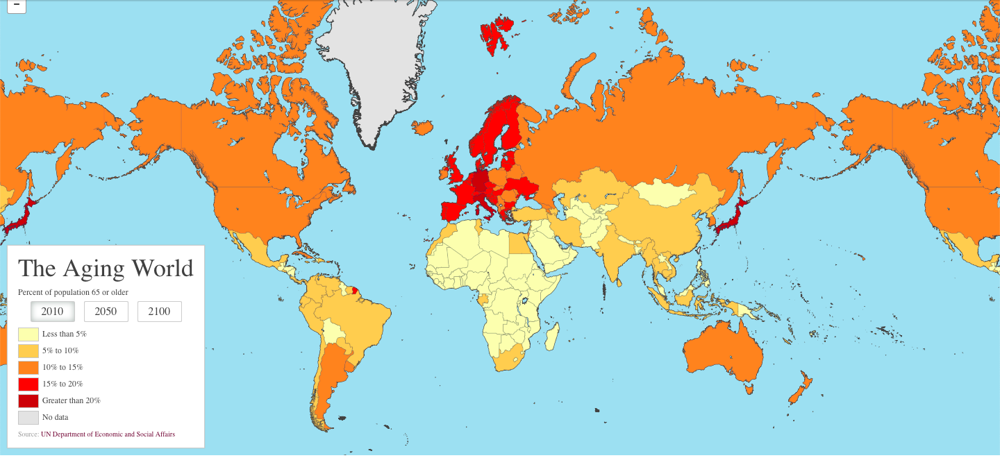 −
The Aging World
Percent of population 65 or older
2010 2050 2100
Less than 5%
5% to 10%
10% to 15%
15% to 20%
Greater than 20%
No data
Source: UN Department of Economic and Social Affairs